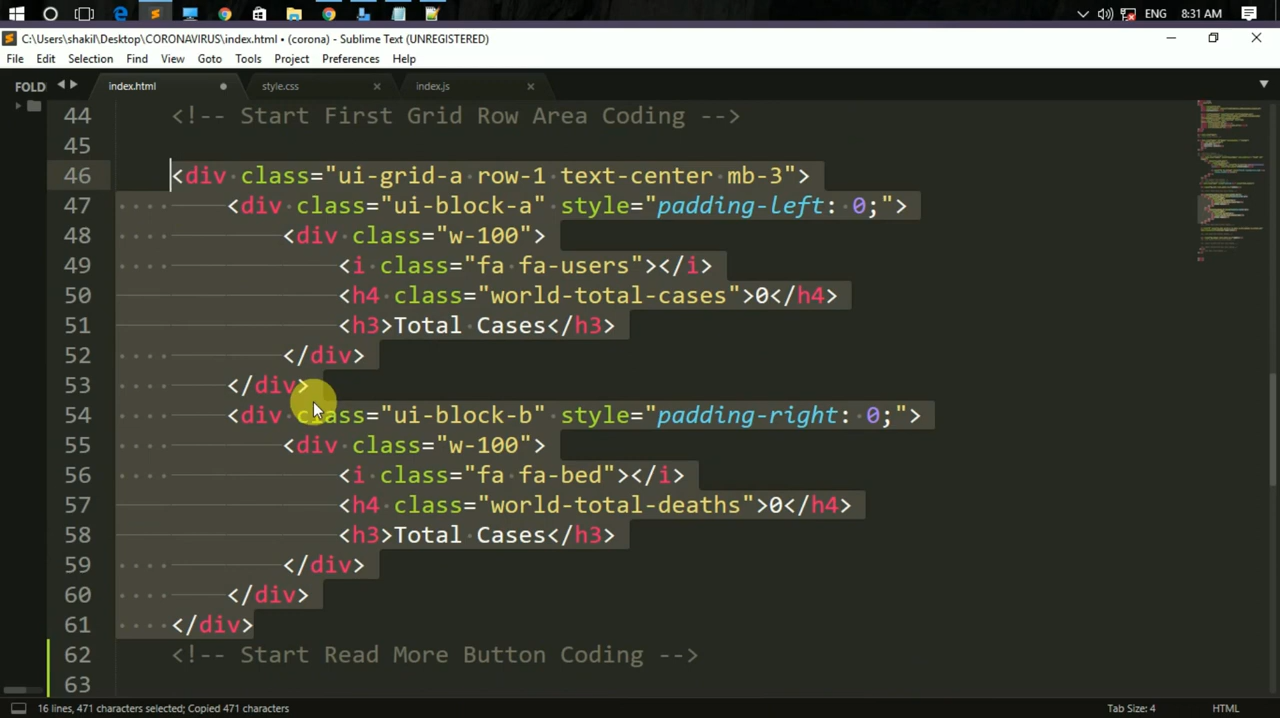 ENG 8:31 AM
C:\Users\shakil\Desktop\CORONAVIRUS\index.html • (corona) - Sublime Text (UNREGISTERED)
File Edit Selection Find View Goto Tools Project Preferences Help
FOLD index.html style.css index.js
44 <!-- Start First Grid Row Area Coding -->
45
46 <div class="ui-grid-a row-1 text-center mb-3">
47 <div class="ui-block-a" style="padding-left: 0;">
48 <div class="w-100">
49 <i class="fa fa-users"></i>
50 <h4 class="world-total-cases">0</h4>
51 <h3>Total Cases</h3>
52 </div>
53 </div>
54 <div class="ui-block-b" style="padding-right: 0;">
55 <div class="w-100">
56 <i class="fa fa-bed"></i>
57 <h4 class="world-total-deaths">0</h4>
58 <h3>Total Cases</h3>
59 </div>
60 </div>
61 </div>
62 <!-- Start Read More Button Coding -->
63
16 lines, 471 characters selected; Copied 471 characters Tab Size: 4 HTML